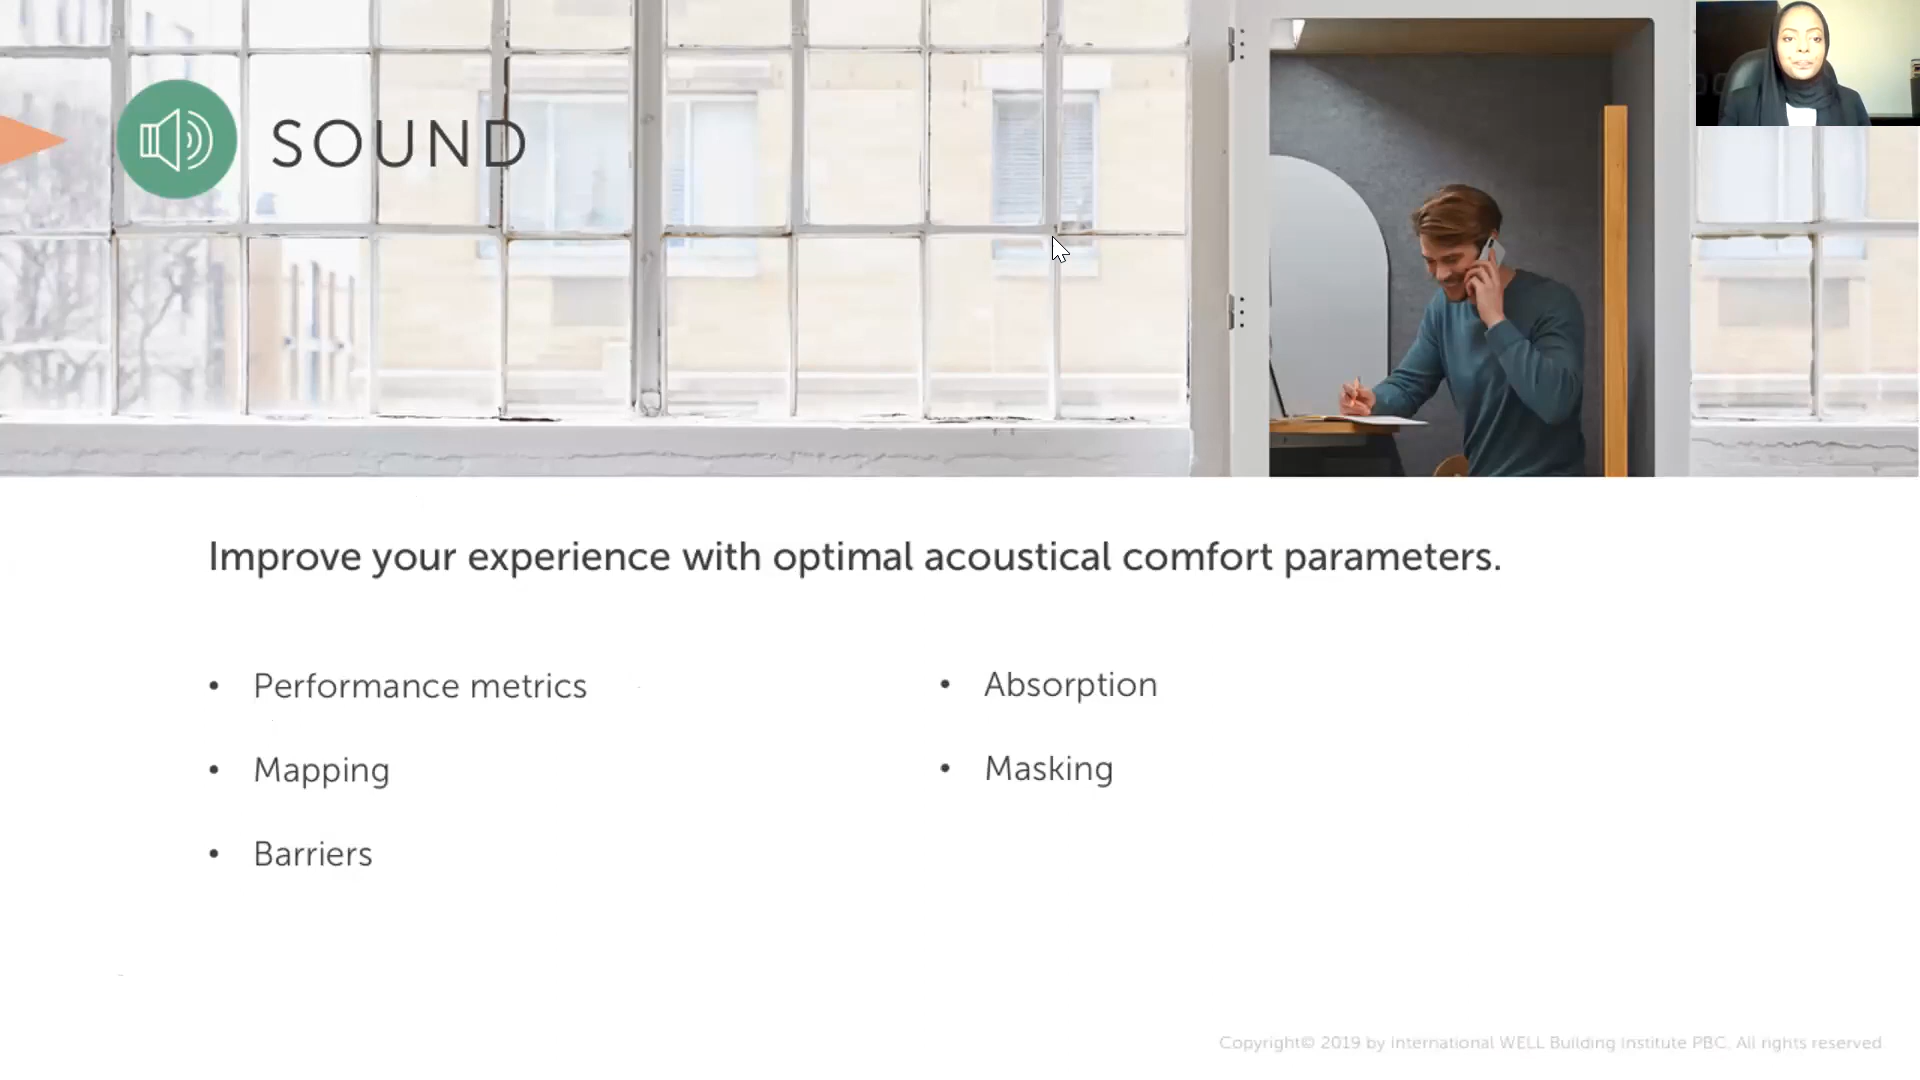 SOUND
Improve your experience with optimal acoustical comfort parameters.
• Performance metrics
• Mapping
• Barriers
• Absorption
• Masking
Copyright© 2019 by International WELL Building Institute PBC. All rights reserved